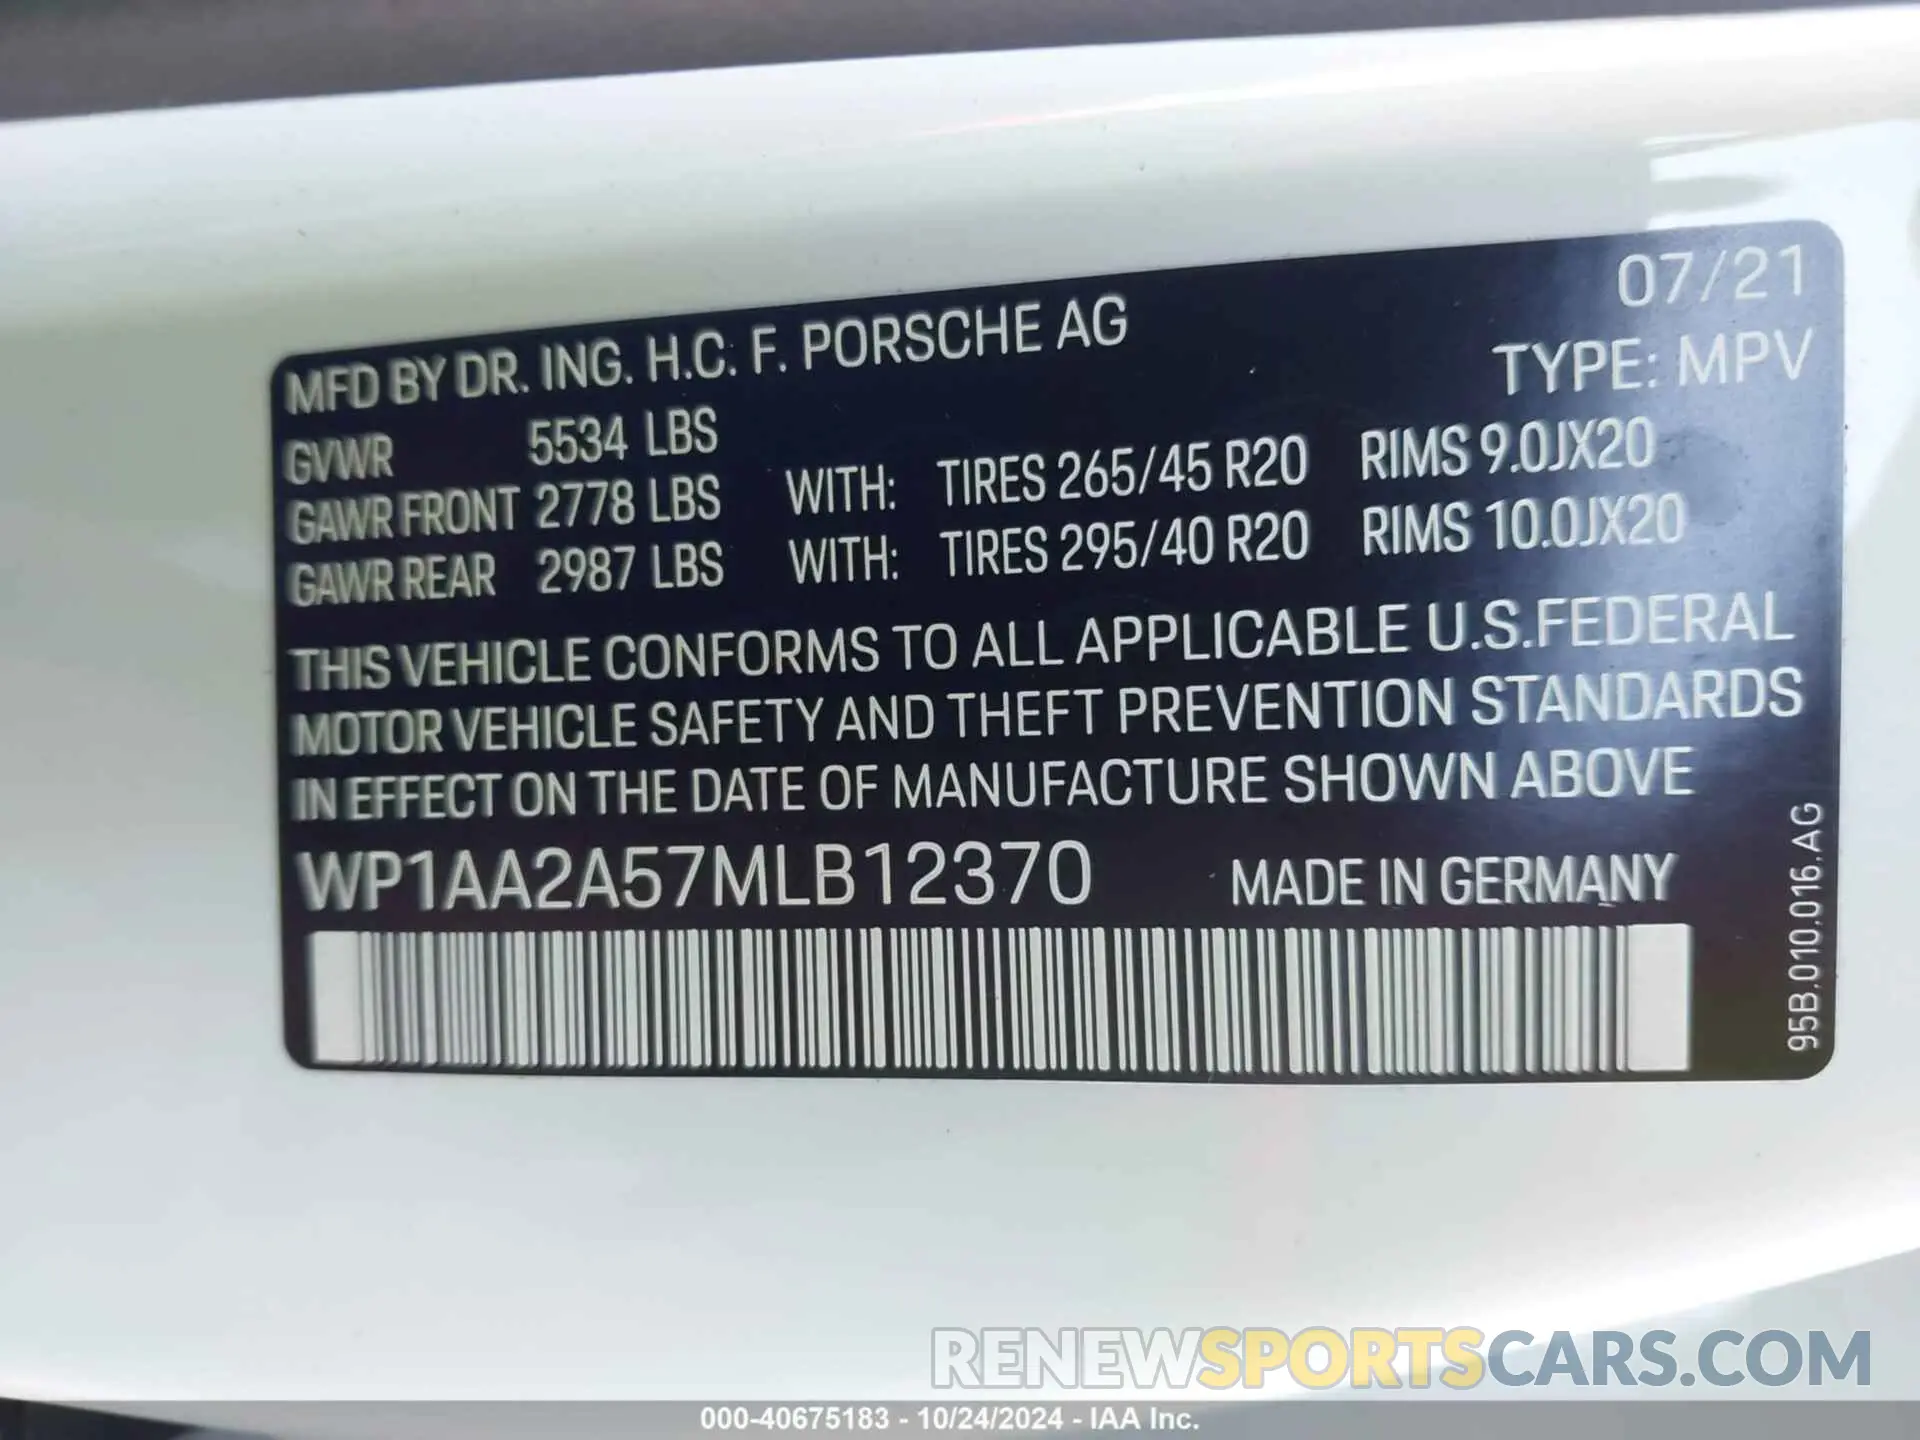 07/21
MFD BY DR. ING. H.C. F. PORSCHE AG
TYPE: MPV
GVWR 5534 LBS
GAWR FRONT 2778 LBS WITH: TIRES 265/45 R20 RIMS 9.0JX20
GAWR REAR 2987 LBS WITH: TIRES 295/40 R20 RIMS 10.0JX20
THIS VEHICLE CONFORMS TO ALL APPLICABLE U.S.FEDERAL
MOTOR VEHICLE SAFETY AND THEFT PREVENTION STANDARDS
IN EFFECT ON THE DATE OF MANUFACTURE SHOWN ABOVE
WP1AA2A57MLB12370 MADE IN GERMANY
95B.010.016.AG
RENEWSPORTSCARS.COM
000-40675183 - 10/24/2024 - IAA Inc.